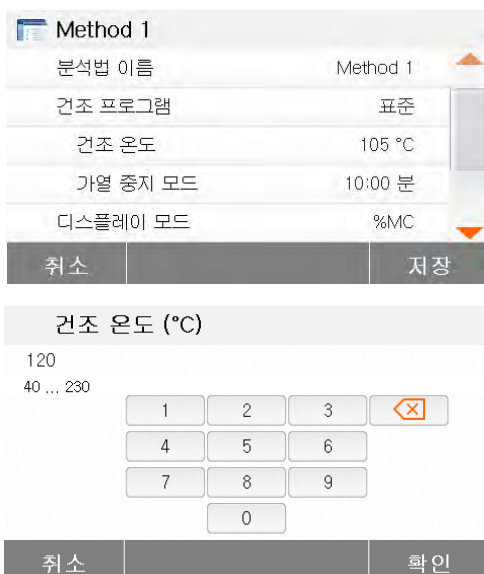 Method 1
분석법 이름 Method 1
건조 프로그램 표준
건조 온도 105 °C
가열 중지 모드 10:00 분
디스플레이 모드 %MC
취소 저장
건조 온도 (°C)
120
40 ... 230
1 2 3
4 5 6
7 8 9
0
취소 확인